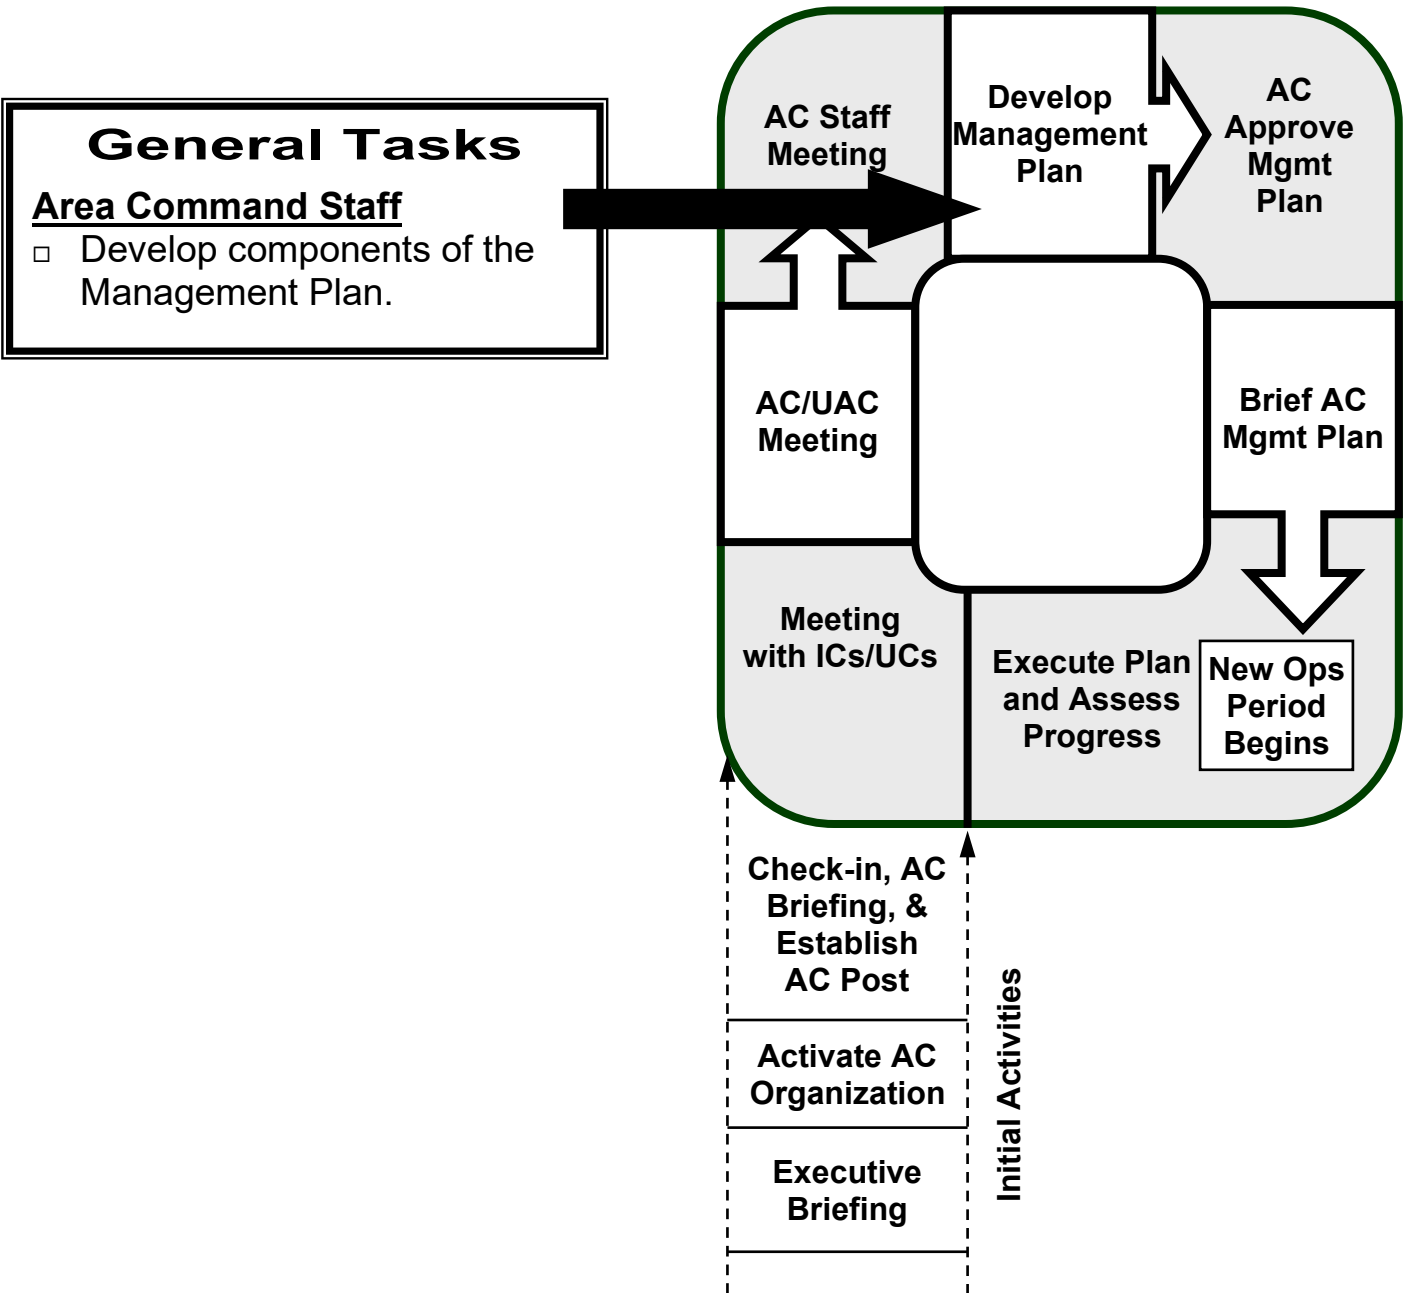 General Tasks
Area Command Staff
□ Develop components of the
Management Plan.
AC Staff
Meeting
Develop
Management
Plan
AC
Approve
Mgmt
Plan
AC/UAC
Meeting
Brief AC
Mgmt Plan
Meeting
with ICs/UCs
Execute Plan
and Assess
Progress
New Ops
Period
Begins
Check-in, AC
Briefing, &
Establish
AC Post
Activate AC
Organization
Executive
Briefing
Initial Activities